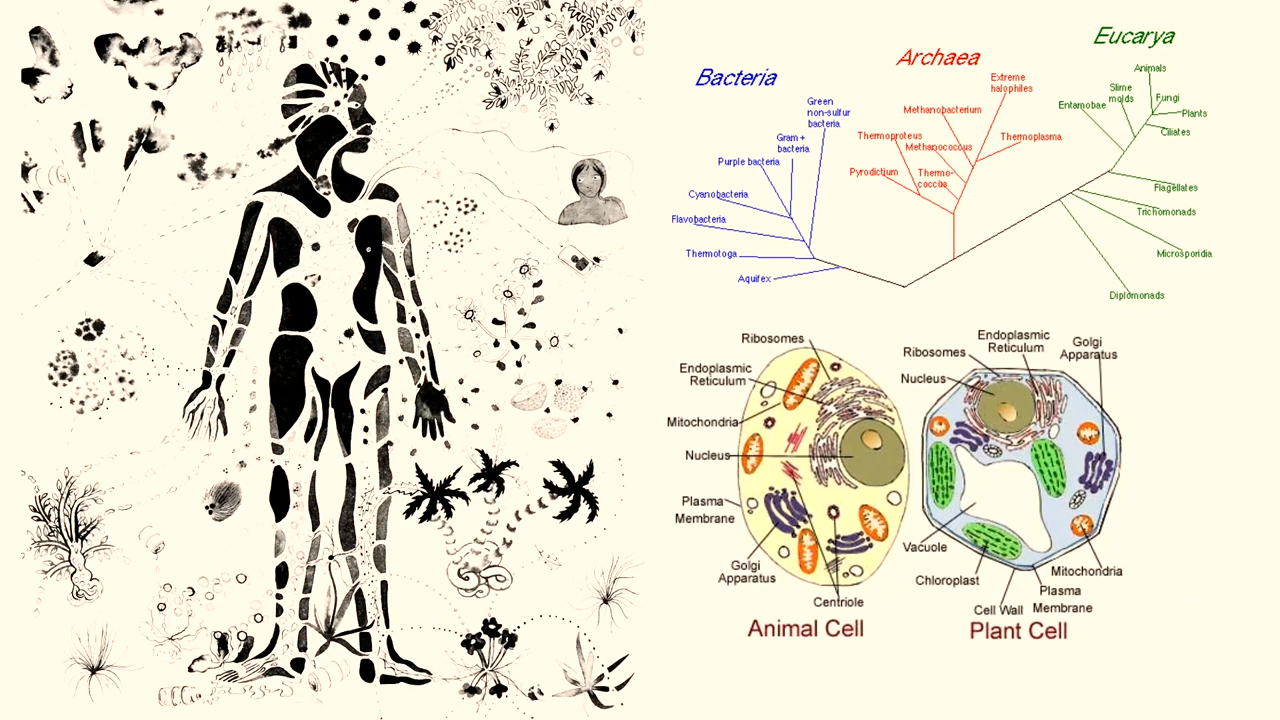 Bacteria
Archaea
Eucarya
Green
non-sulfur
bacteria
Gram+
bacteria
Purple bacteria
Cyanobacteria
Flavobacteria
Thermotoga
Aquifex
Extreme
halophiles
Methanobacterium
Thermoproteus
Methanococcus
Thermoplasma
Pyrodictium
Thermo-
coccus
Animals
Slime
molds
Fungi
Entamobae
Plants
Ciliates
Flagellates
Trichomonads
Microsporidia
Diplomonads
Ribosomes
Endoplasmic
Reticulum
Mitochondria
Nucleus
Plasma
Membrane
Golgi
Apparatus
Centriole
Animal Cell
Endoplasmic
Reticulum
Golgi
Apparatus
Ribosomes
Nucleus
Vacuole
Chloroplast
Cell Wall
Mitochondria
Plasma
Membrane
Plant Cell